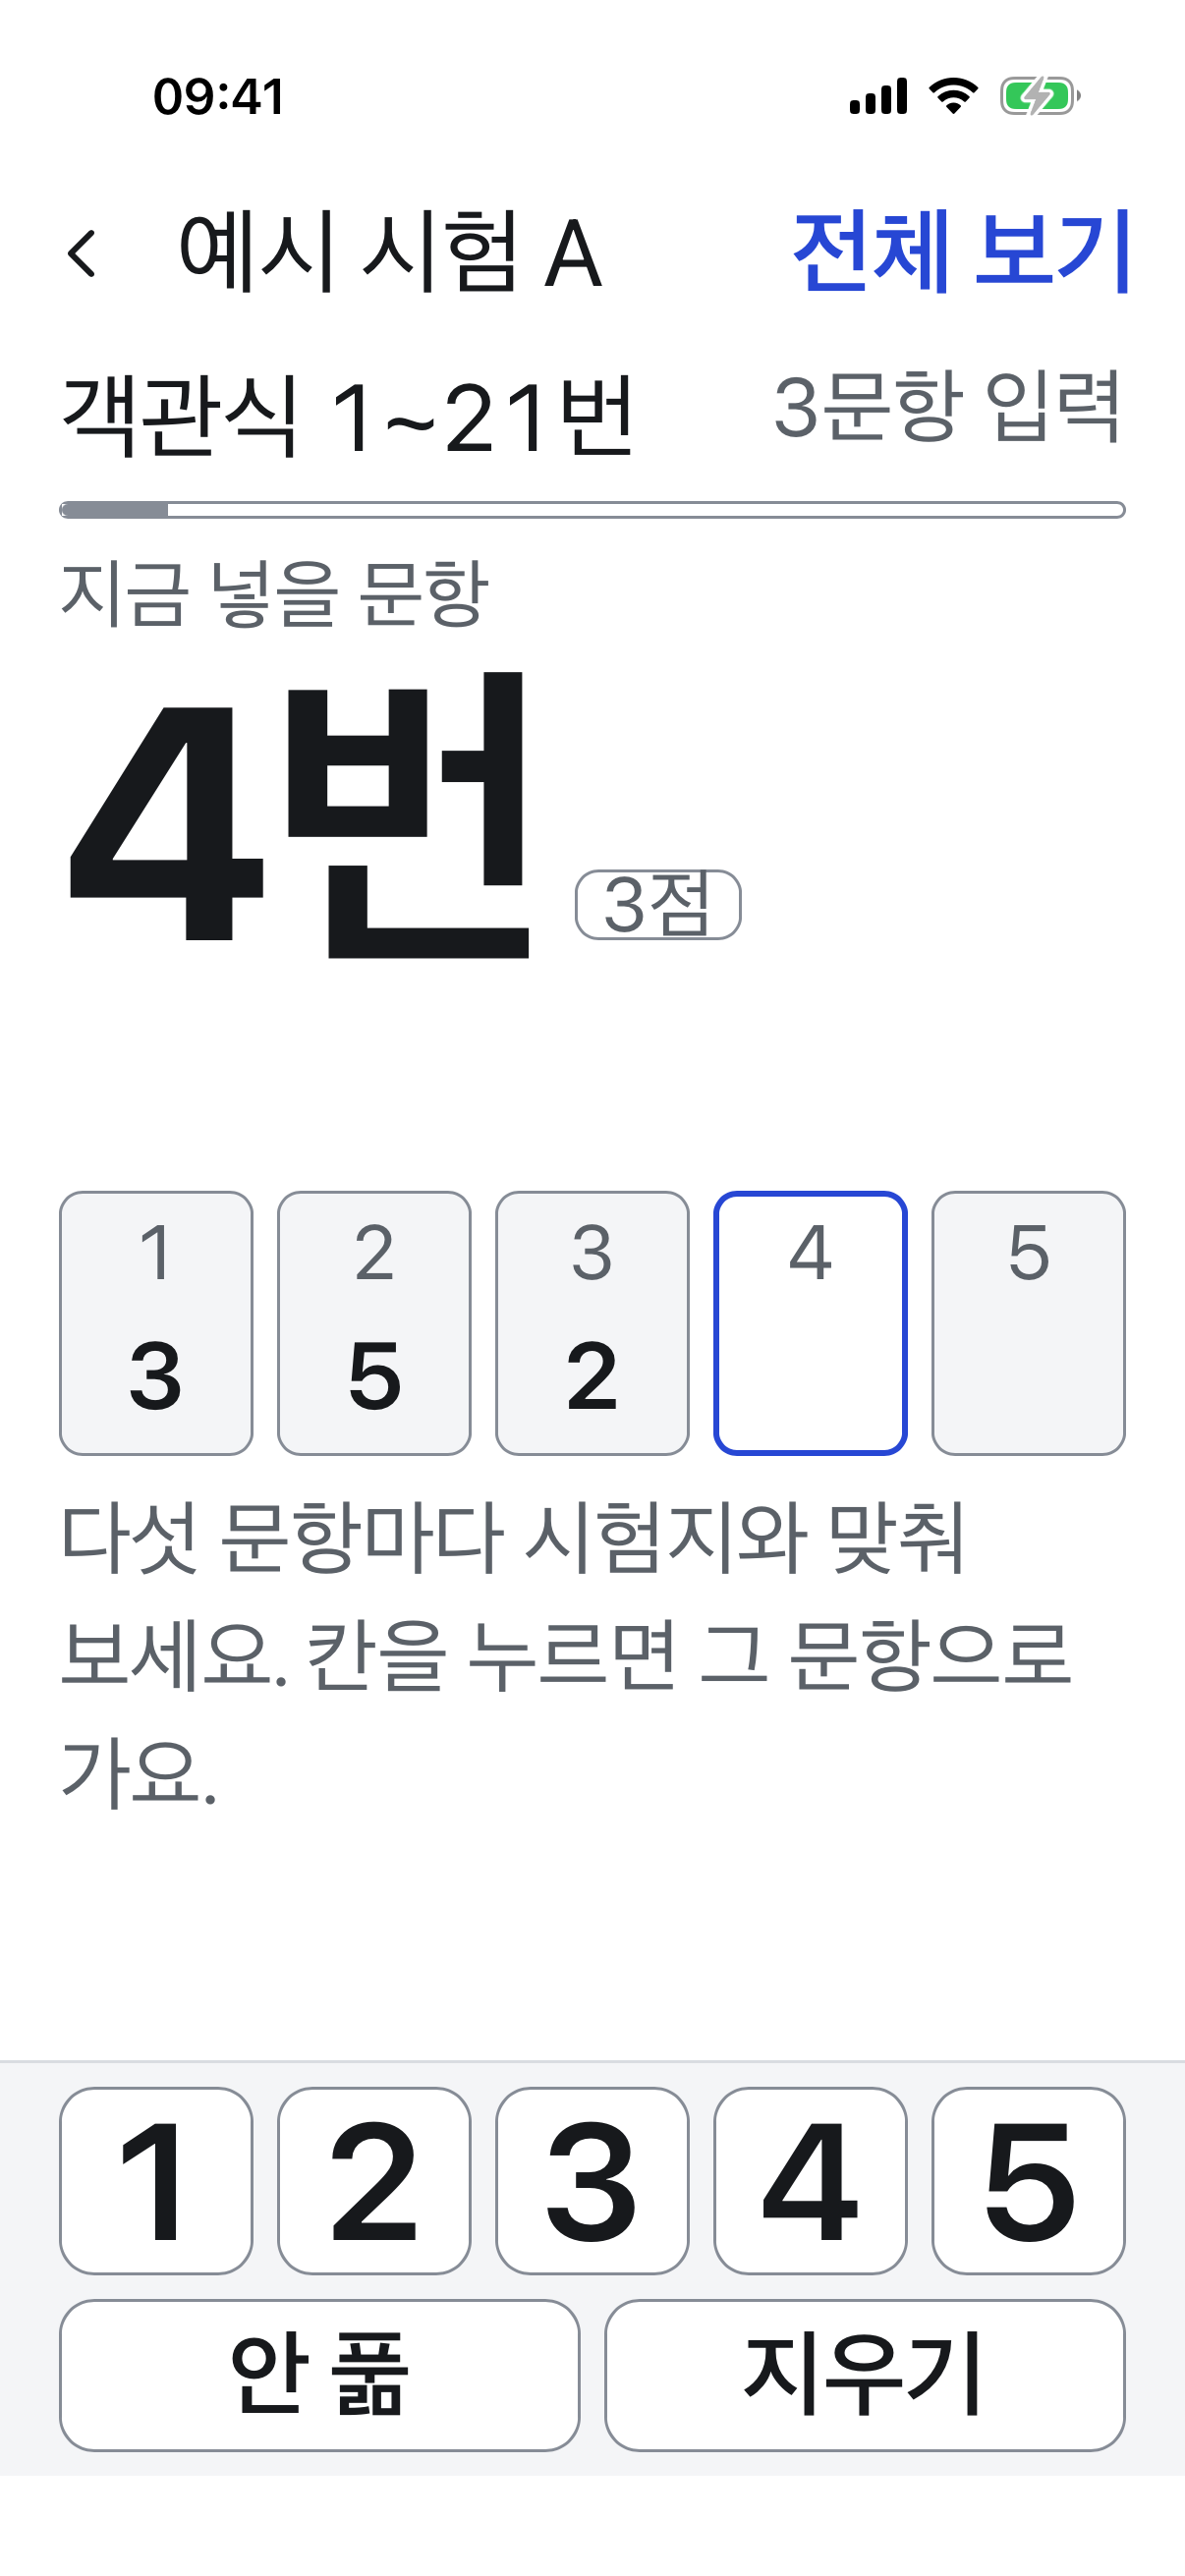 09:41
예시 시험 A
전체 보기
객관식 1~21번
3문항 입력
지금 넣을 문항
4번
3점
1 2 3 4 5
3 5 2
다섯 문항마다 시험지와 맞춰
보세요. 칸을 누르면 그 문항으로
가요.
1 2 3 4 5
안 풂
지우기